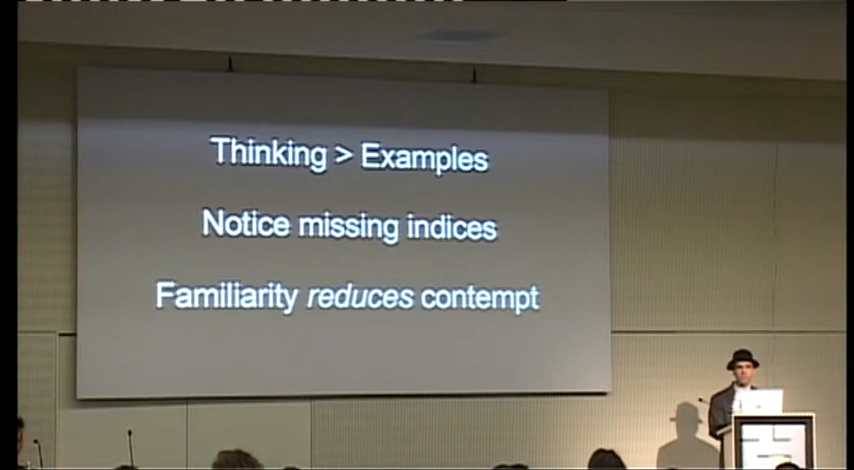 Thinking > Examples
Notice missing indices
Familiarity reduces contempt